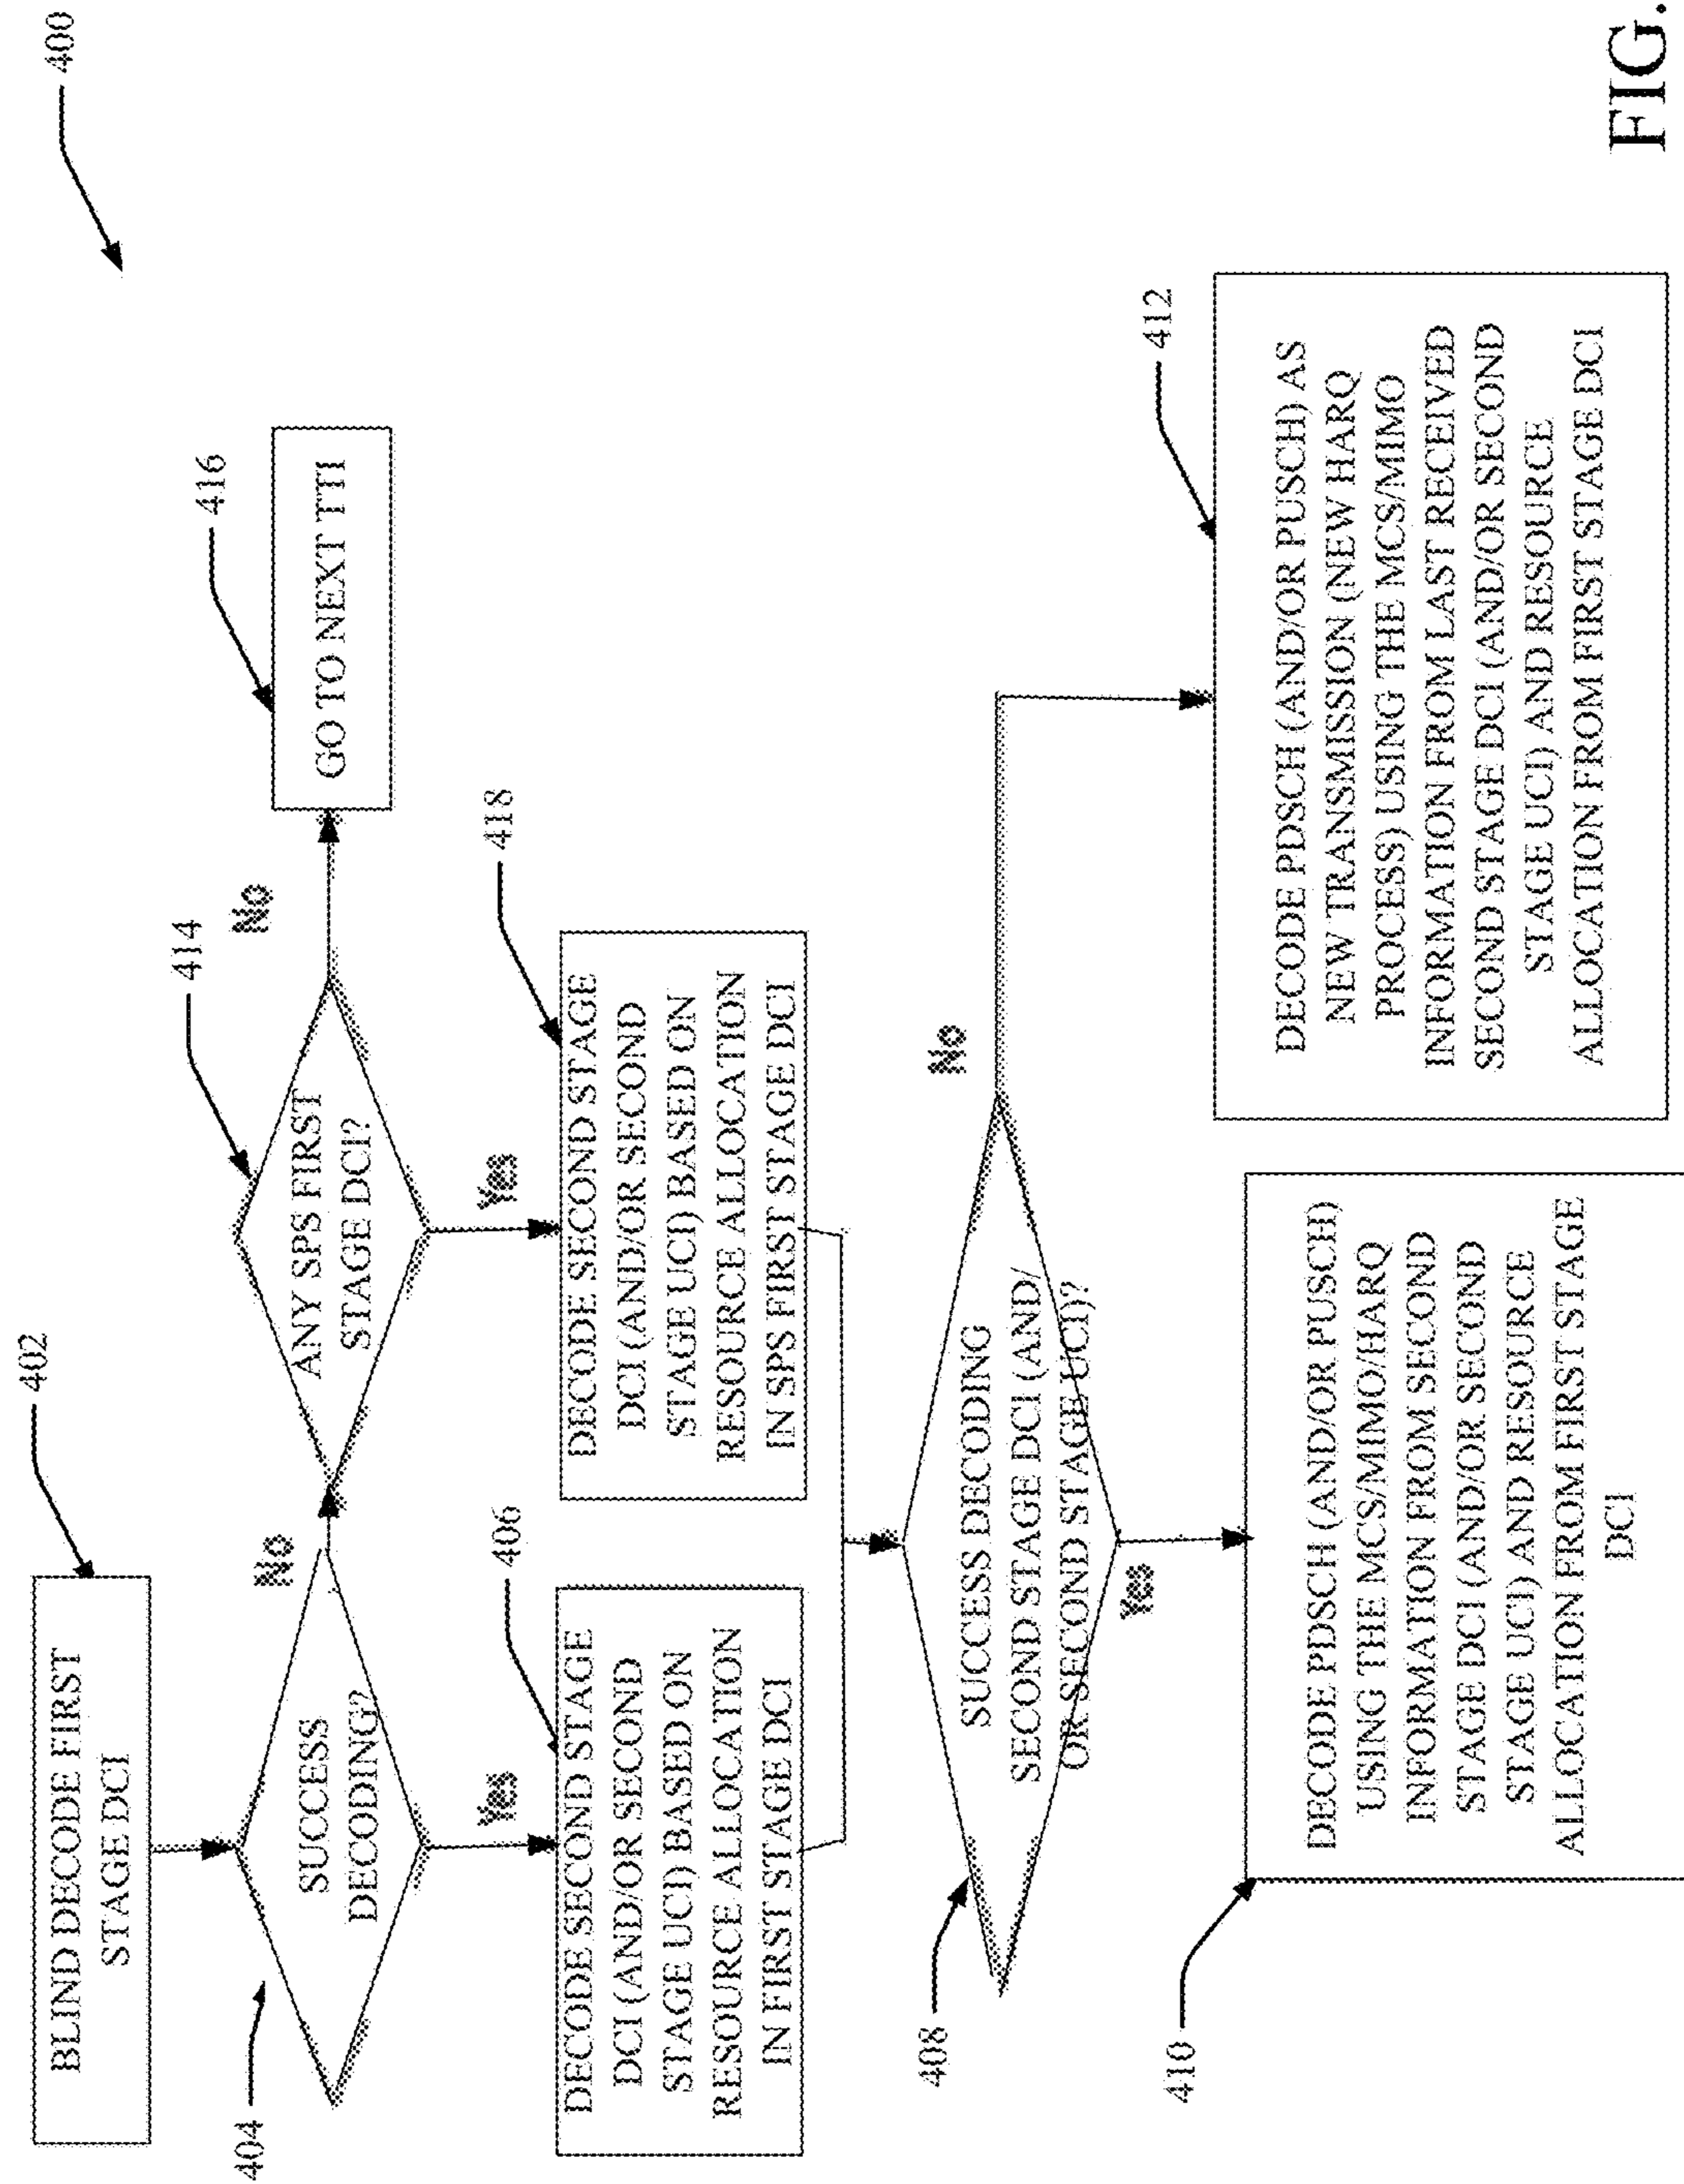 400
402
BLIND DECODE FIRST
STAGE DCI
404
SUCCESS
DECODING?
No
414
ANY SPS FIRST
STAGE DCI?
No
416
GO TO NEXT TTI
Yes
406
DECODE SECOND STAGE
DCI (AND/OR SECOND
STAGE UCI) BASED ON
RESOURCE ALLOCATION
IN FIRST STAGE DCI
Yes
418
DECODE SECOND STAGE
DCI (AND/OR SECOND
STAGE UCI) BASED ON
RESOURCE ALLOCATION
IN SPS FIRST STAGE DCI
408
SUCCESS DECODING
SECOND STAGE DCI (AND/
OR SECOND STAGE UCI)?
No
Yes
410
DECODE PDSCH (AND/OR PUSCH)
USING THE MCS/MIMO/HARQ
INFORMATION FROM SECOND
STAGE DCI (AND/OR SECOND
STAGE UCI) AND RESOURCE
ALLOCATION FROM FIRST STAGE
DCI
412
DECODE PDSCH (AND/OR PUSCH) AS
NEW TRANSMISSION (NEW HARQ
PROCESS) USING THE MCS/MIMO
INFORMATION FROM LAST RECEIVED
SECOND STAGE DCI (AND/OR SECOND
STAGE UCI) AND RESOURCE
ALLOCATION FROM FIRST STAGE DCI
FIG.